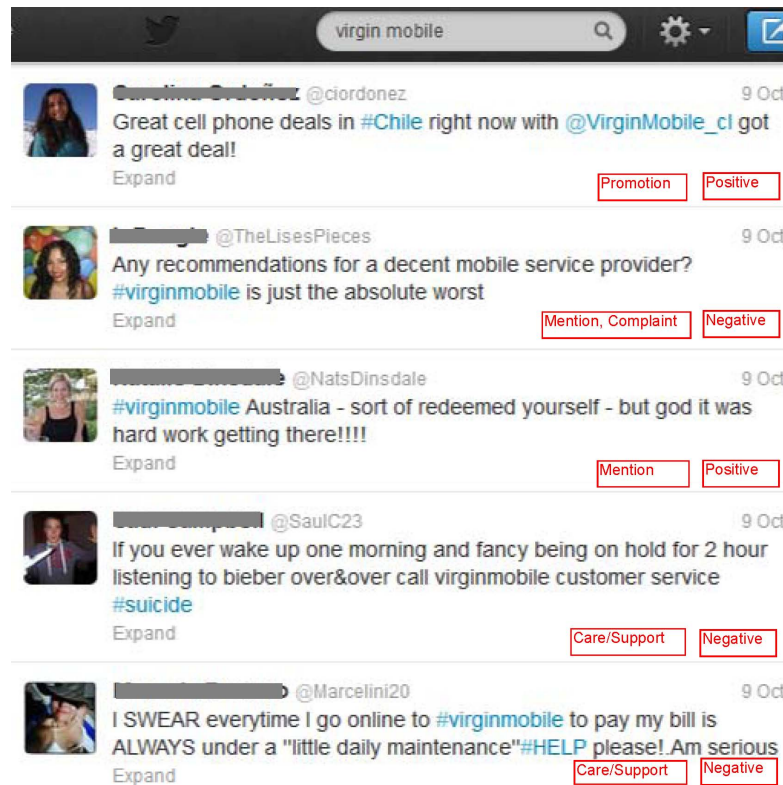 virgin mobile
@ciordonez 9 Oct
Great cell phone deals in #Chile right now with @VirginMobile_cl got
a great deal!
Expand
Promotion Positive
@TheLisesPieces 9 Oct
Any recommendations for a decent mobile service provider?
#virginmobile is just the absolute worst
Expand
Mention, Complaint Negative
@NatsDinsdale 9 Oct
#virginmobile Australia - sort of redeemed yourself - but god it was
hard work getting there!!!!
Expand
Mention Positive
@SaulC23 9 Oct
If you ever wake up one morning and fancy being on hold for 2 hour
listening to bieber over&over call virginmobile customer service
#suicide
Expand
Care/Support Negative
@Marcelini20 9 Oct
I SWEAR everytime I go online to #virginmobile to pay my bill is
ALWAYS under a "little daily maintenance"#HELP please!.Am serious
Expand
Care/Support Negative